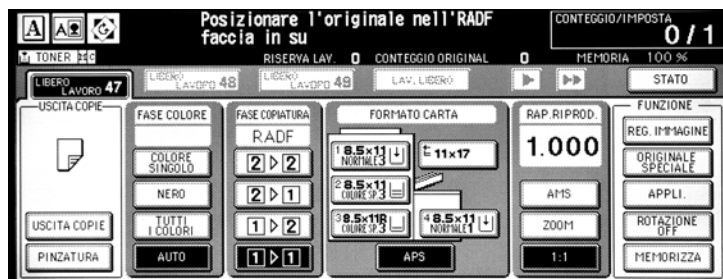 Posizionare l'originale nell'RADF
faccia in su
CONTEGGIO/IMPOSTA
0 / 1
TONER
RISERVA LAV. 0 CONTEGGIO ORIGINAL 0 MEMORIA 100 %
LIBERO LAVORO 47
LIBERO LAVORO 48
LIBERO LAVORO 49
LAV. LIBERO
STATO
USCITA COPIE
USCITA COPIE
PINZATURA
FASE COLORE
COLORE SINGOLO
NERO
TUTTI I COLORI
AUTO
FASE COPIATURA
RADF
2 ▷ 2
2 ▷ 1
1 ▷ 2
1 ▷ 1
FORMATO CARTA
1 8.5×11 NORMALE 3
11×17
2 8.5×11 COLORE SP. 3
3 8.5×11R COLORE SP. 3
4 8.5×11 NORMALE 1
APS
RAP.RIPROD.
1.000
AMS
ZOOM
1:1
FUNZIONE
REG. IMMAGINE
ORIGINALE SPECIALE
APPLI.
ROTAZIONE OFF
MEMORIZZA